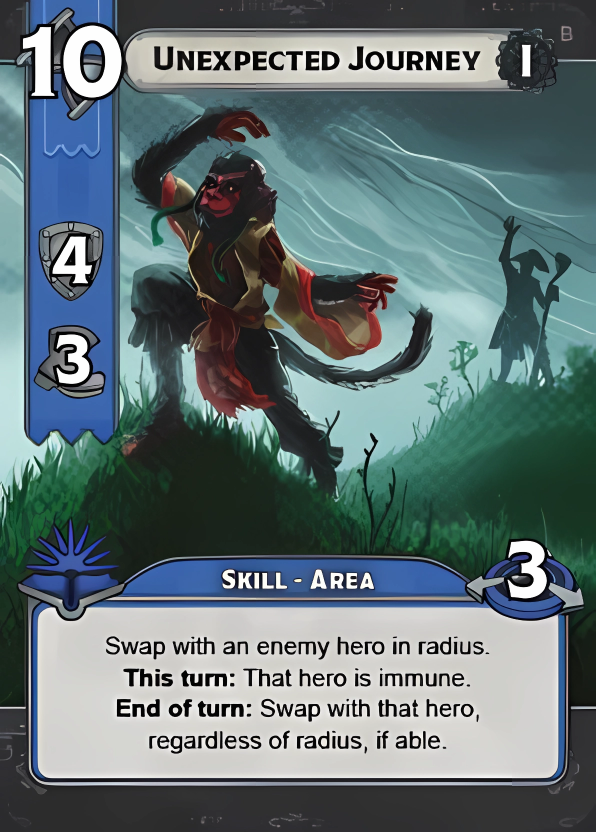 10
UNEXPECTED JOURNEY
I
B
4
3
SKILL - AREA
3
Swap with an enemy hero in radius.
This turn: That hero is immune.
End of turn: Swap with that hero,
regardless of radius, if able.